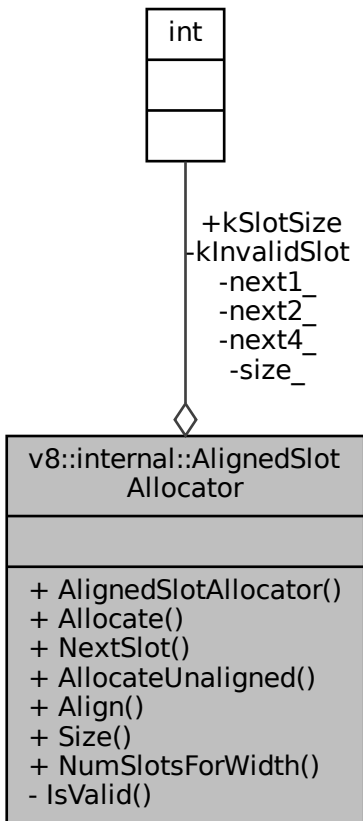 int
+kSlotSize
-kInvalidSlot
-next1_
-next2_
-next4_
-size_
v8::internal::AlignedSlot
Allocator
+ AlignedSlotAllocator()
+ Allocate()
+ NextSlot()
+ AllocateUnaligned()
+ Align()
+ Size()
+ NumSlotsForWidth()
- IsValid()